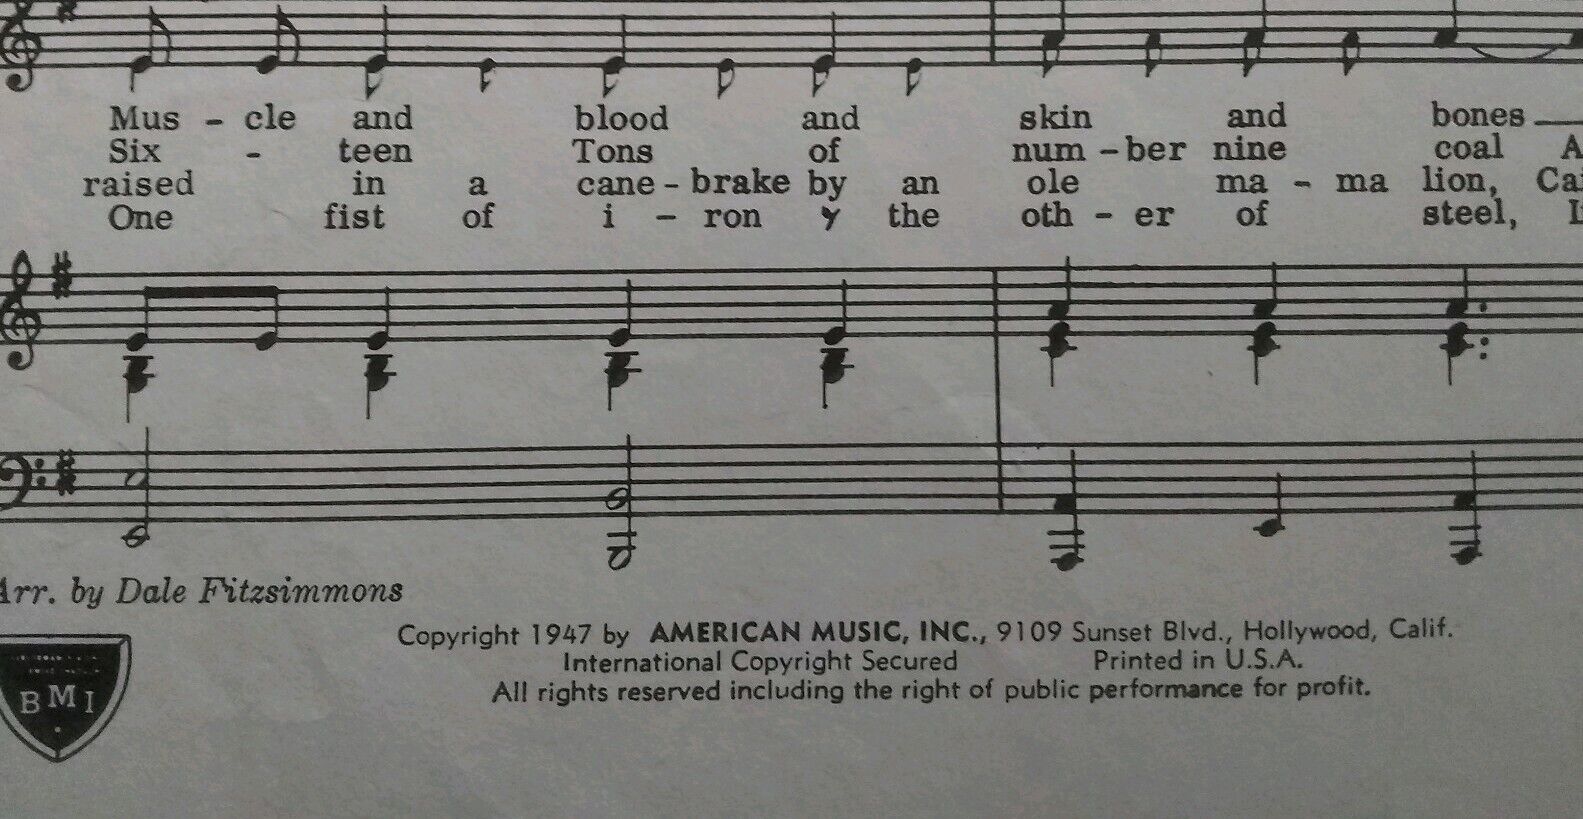 Mus - cle and blood and skin and bones
Six - teen Tons of num - ber nine coal A
raised in a cane - brake by an ole ma - ma lion, Cai
One fist of i - ron the oth - er of steel, I
Arr. by Dale Fitzsimmons
Copyright 1947 by AMERICAN MUSIC, INC., 9109 Sunset Blvd., Hollywood, Calif.
International Copyright Secured Printed in U.S.A.
All rights reserved including the right of public performance for profit.
BMI